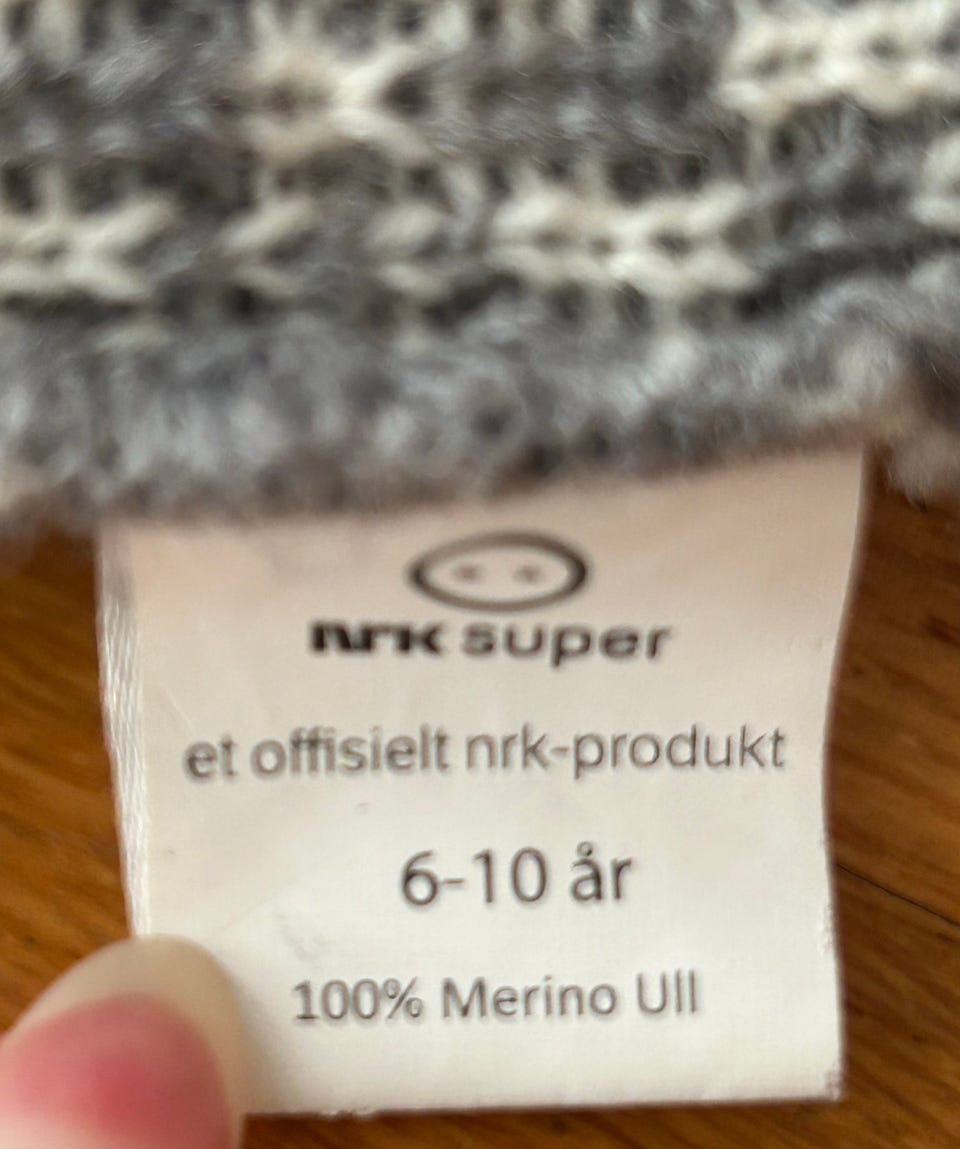 nrk super
et offisielt nrk-produkt
6-10 år
100% Merino Ull